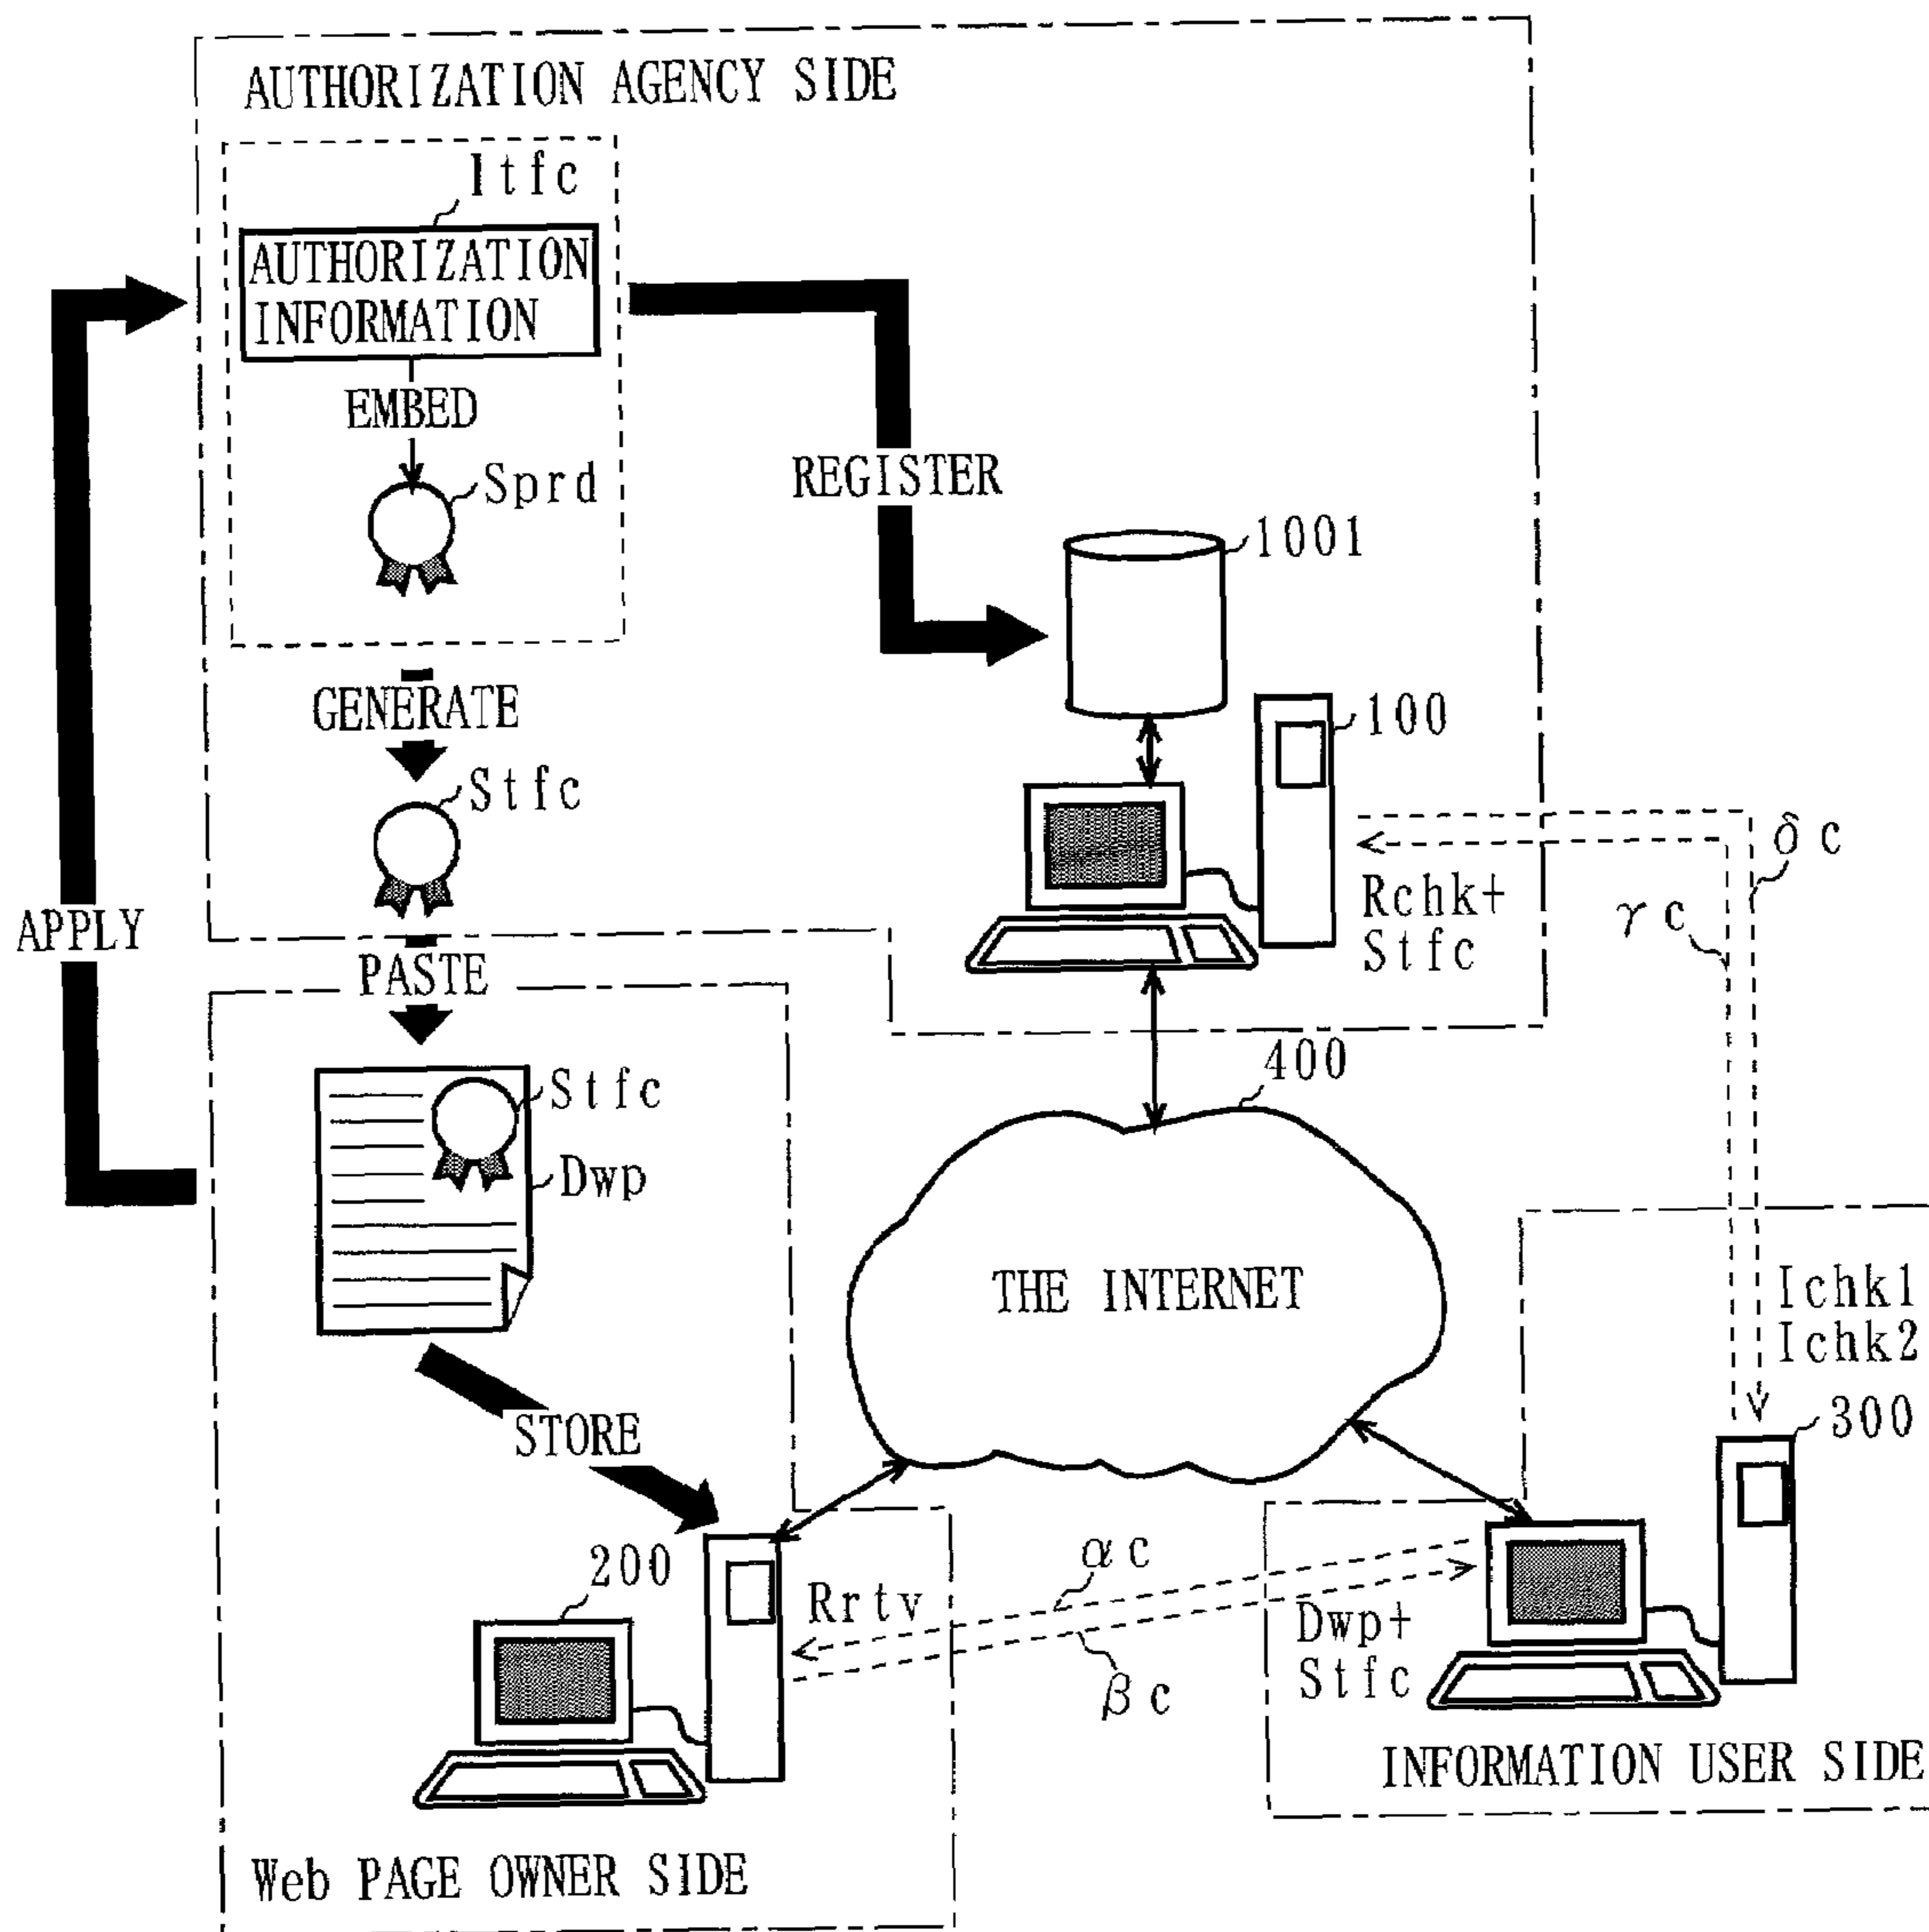 AUTHORIZATION AGENCY SIDE
Itfc
AUTHORIZATION
INFORMATION
EMBED
Sprd
REGISTER
1001
GENERATE
100
Stfc
δc
Rchk+
Stfc
γc
APPLY
PASTE
400
Stfc
Dwp
THE INTERNET
Ichk1
Ichk2
300
STORE
200
Rrtv
αc
Dwp+
Stfc
βc
INFORMATION USER SIDE
Web PAGE OWNER SIDE